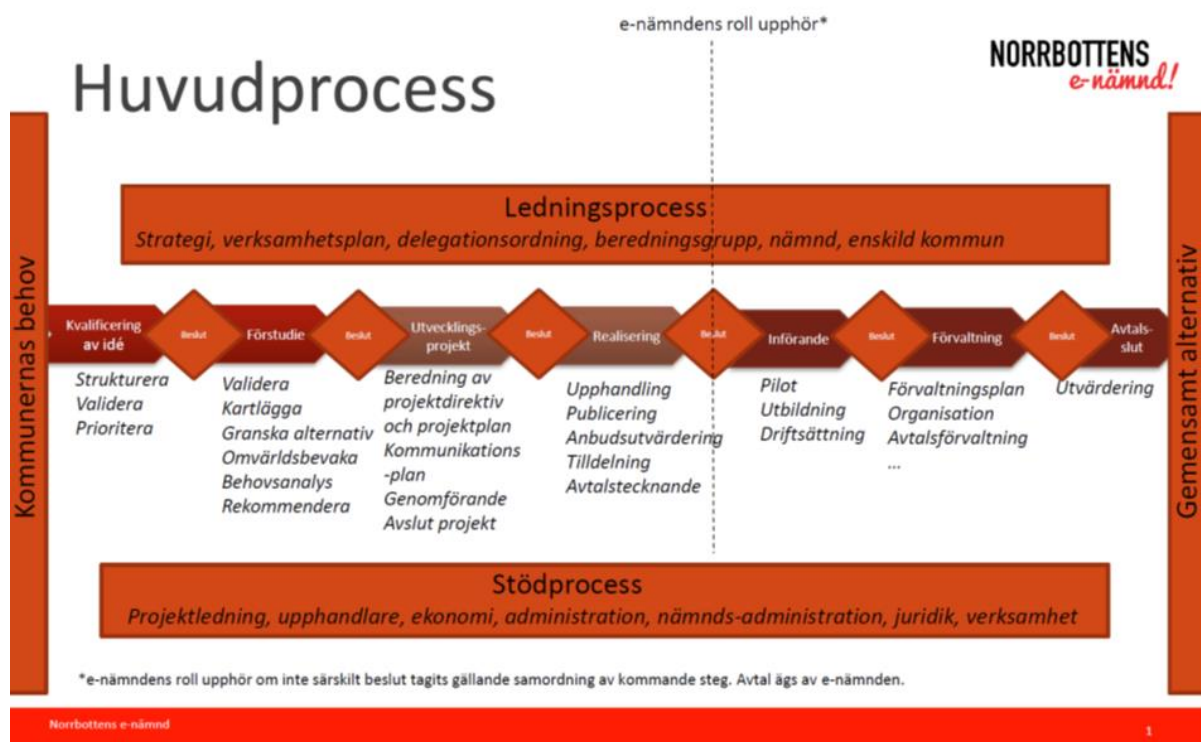 e-nämndens roll upphör*
NORRBOTTENS
e-nämnd!
Huvudprocess
Kommunernas behov
Ledningsprocess
Strategi, verksamhetsplan, delegationsordning, beredningsgrupp, nämnd, enskild kommun
Kvalificering
av idé
Strukturera
Validera
Prioritera
Beslut
Förstudie
Validera
Kartlägga
Granska alternativ
Omvärldsbevaka
Behovsanalys
Rekommendera
Beslut
Utvecklings-
projekt
Beredning av
projektdirektiv
och projektplan
Kommunikations
-plan
Genomförande
Avslut projekt
Beslut
Realisering
Upphandling
Publicering
Anbudsutvärdering
Tilldelning
Avtalstecknande
Beslut
Införande
Pilot
Utbildning
Driftsättning
Beslut
Förvaltning
Förvaltningsplan
Organisation
Avtalsförvaltning
...
Beslut
Avtals-
slut
Utvärdering
Gemensamt alternativ
Stödprocess
Projektledning, upphandlare, ekonomi, administration, nämnds-administration, juridik, verksamhet
*e-nämndens roll upphör om inte särskilt beslut tagits gällande samordning av kommande steg. Avtal ägs av e-nämnden.
Norrbottens e-nämnd
1